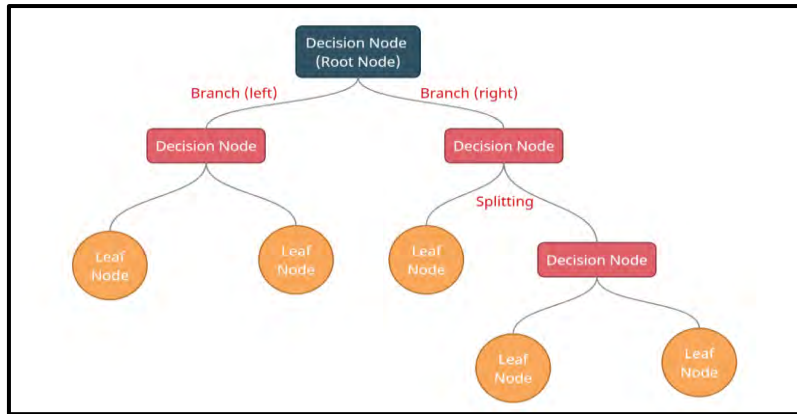 Decision Node
(Root Node)
Branch (left)
Branch (right)
Decision Node
Decision Node
Splitting
Leaf
Node
Leaf
Node
Leaf
Node
Decision Node
Leaf
Node
Leaf
Node